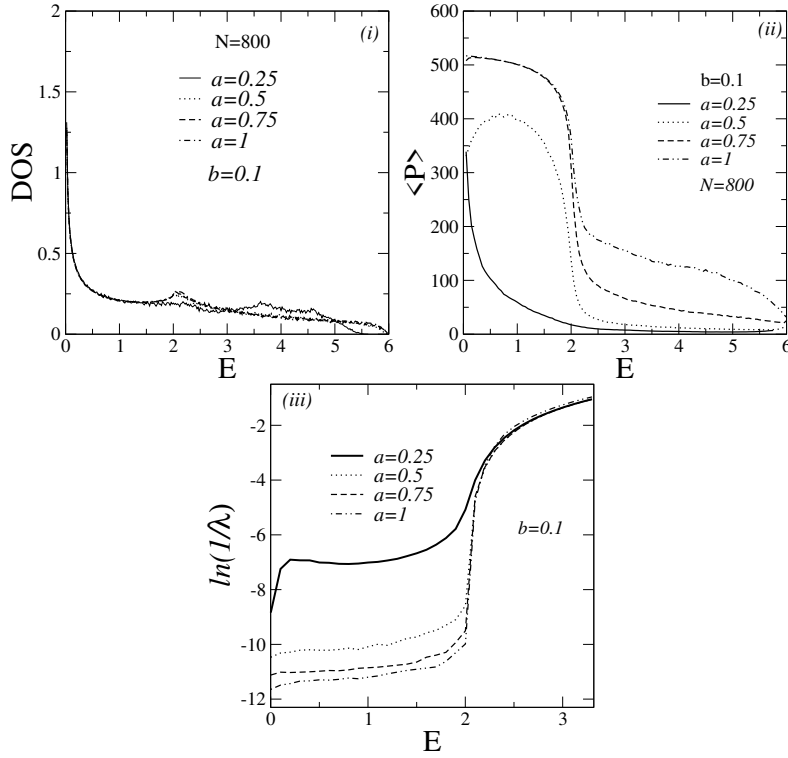 (i)
N=800
a=0.25
a=0.5
a=0.75
a=1
b=0.1
DOS
2
1.5
1
0.5
0
0 1 2 3 4 5 6
E
(ii)
b=0.1
a=0.25
a=0.5
a=0.75
a=1
N=800
<P>
600
500
400
300
200
100
0
0 1 2 3 4 5 6
E
(iii)
a=0.25
a=0.5
a=0.75
a=1
b=0.1
ln(1/λ)
-2
-4
-6
-8
-10
-12
0 1 2 3
E